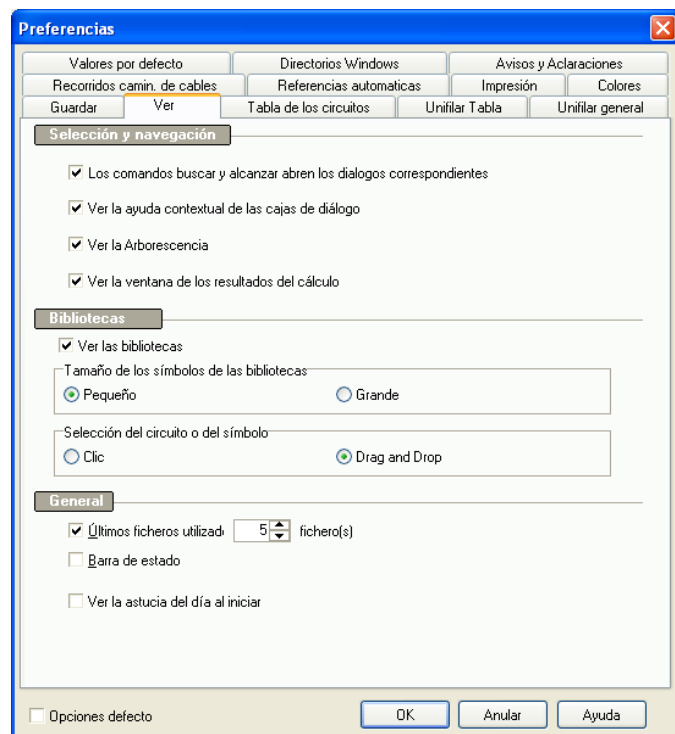 Preferencias
Valores por defecto Directorios Windows Avisos y Aclaraciones
Recorridos camin. de cables Referencias automaticas Impresión Colores
Guardar Ver Tabla de los circuitos Unifilar Tabla Unifilar general
Selección y navegación
Los comandos buscar y alcanzar abren los dialogos correspondientes
Ver la ayuda contextual de las cajas de diálogo
Ver la Arborescencia
Ver la ventana de los resultados del cálculo
Bibliotecas
Ver las bibliotecas
Tamaño de los símbolos de las bibliotecas
Pequeño Grande
Selección del circuito o del símbolo
Clic Drag and Drop
General
Últimos ficheros utilizad 5 fichero(s)
Barra de estado
Ver la astucia del día al iniciar
Opciones defecto OK Anular Ayuda